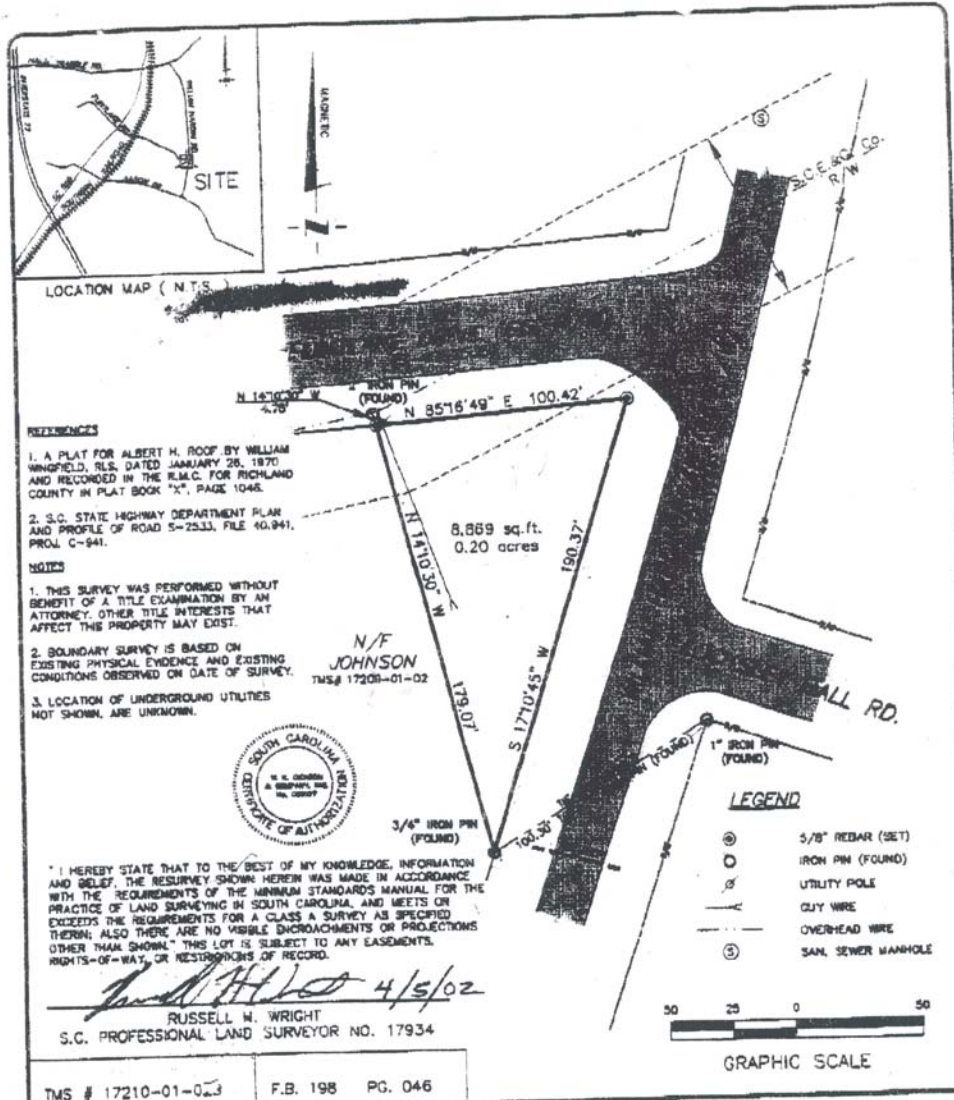 INTERSTATE 77
SITE
LOCATION MAP ( N.T.S. )
MAGNETIC
N
S
S.C.E.&G. Co.
R/W
N 14°10'30" W
4.78'
IRON PIN
(FOUND)
N 85°16'49" E 100.42'
REFERENCES
1. A PLAT FOR ALBERT H. ROOF BY WILLIAM
WINGFIELD, RLS, DATED JANUARY 26, 1970
AND RECORDED IN THE R.M.C. FOR RICHLAND
COUNTY IN PLAT BOOK "X", PAGE 1046.
2. S.C. STATE HIGHWAY DEPARTMENT PLAN
AND PROFILE OF ROAD S-2533, FILE 40.941,
PROJ. C-941.
NOTES
1. THIS SURVEY WAS PERFORMED WITHOUT
BENEFIT OF A TITLE EXAMINATION BY AN
ATTORNEY. OTHER TITLE INTERESTS THAT
AFFECT THIS PROPERTY MAY EXIST.
2. BOUNDARY SURVEY IS BASED ON
EXISTING PHYSICAL EVIDENCE AND EXISTING
CONDITIONS OBSERVED ON DATE OF SURVEY.
3. LOCATION OF UNDERGROUND UTILITIES
NOT SHOWN, ARE UNKNOWN.
8,869 sq.ft.
0.20 acres
N 14°10'30" W
179.07'
190.37'
S 17°10'45" W
N/F
JOHNSON
TMS# 17209-01-02
SOUTH CAROLINA
CERTIFICATE OF AUTHORIZATION
3/4" IRON PIN
(FOUND)
100.30'
(FOUND)
RD.
1" IRON PIN
(FOUND)
LEGEND
5/8" REBAR (SET)
IRON PIN (FOUND)
UTILITY POLE
GUY WIRE
OVERHEAD WIRE
S SAN. SEWER MANHOLE
" I HEREBY STATE THAT TO THE BEST OF MY KNOWLEDGE, INFORMATION
AND BELIEF, THE RESURVEY SHOWN HEREIN WAS MADE IN ACCORDANCE
WITH THE REQUIREMENTS OF THE MINIMUM STANDARDS MANUAL FOR THE
PRACTICE OF LAND SURVEYING IN SOUTH CAROLINA, AND MEETS OR
EXCEEDS THE REQUIREMENTS FOR A CLASS A SURVEY AS SPECIFIED
THEREIN; ALSO THERE ARE NO VISIBLE ENCROACHMENTS OR PROJECTIONS
OTHER THAN SHOWN." THIS LOT IS SUBJECT TO ANY EASEMENTS,
RIGHTS-OF-WAY, OR RESTRICTIONS OF RECORD.
4/5/02
RUSSELL H. WRIGHT
S.C. PROFESSIONAL LAND SURVEYOR NO. 17934
50 25 0 50
GRAPHIC SCALE
TMS # 17210-01-023
F.B. 198 PG. 046